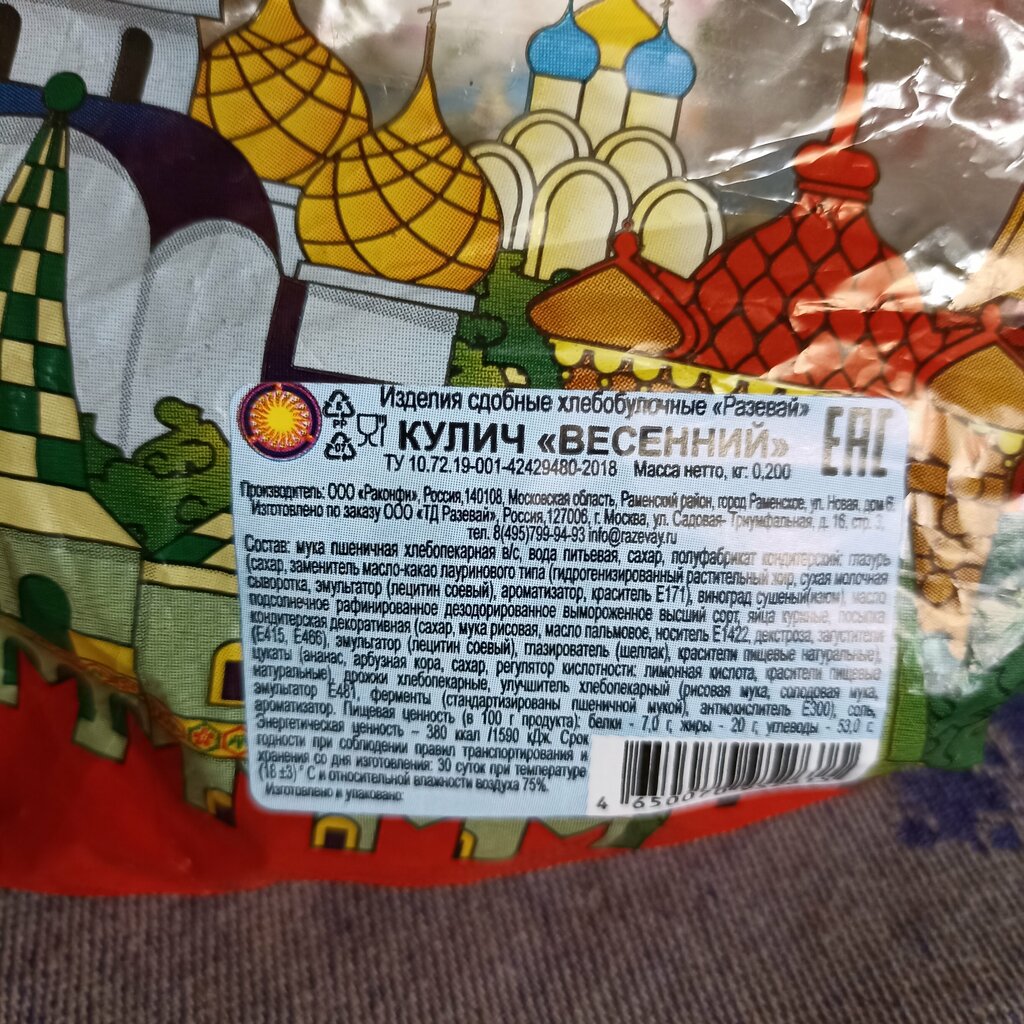 Изделия сдобные хлебобулочные «Разевай»
КУЛИЧ «ВЕСЕННИЙ»
EAC
ТУ 10.72.19-001-42429480-2018 Масса нетто, кг: 0,200
Производитель: ООО «Раконфи», Россия,140108, Московская область, Раменский район, город Раменское, ул. Новая, дом 6
Изготовлено по заказу ООО «ТД Разевай», Россия,127006, г. Москва, ул. Садовая- Триумфальная, д. 16, стр.
тел. 8(495)799-94-93 info@razevay.ru
Состав: мука пшеничная хлебопекарная в/с, вода питьевая, сахар, полуфабрикат кондитерский: глазурь
сахар, заменитель масло-какао лауринового типа (гидрогенизированный растительный жир, сухая молочная
сыворотка, эмультатор (лецитин соевый), ароматизатор, краситель Е171), виноград сушеный(изюм), масло
подсолнечное рафинированное дезодорированное вымороженное высший сорт, яйца куриные, посыпка
кондитерская декоративная (сахар, мука рисовая, масло пальмовое, носитель Е1422, декстроза, загустители
(Е415, Е466), эмультатор (лецитин соевый), глазирователь (шеллак), красители пищевые натуральные),
цукаты (ананас, арбузная кора, сахар, регулятор кислотности: лимонная кислота, красители пищевые
натуральные), дрожжи хлебопекарные, улучшитель хлебопекарный (рисовая мука, солодовая мука,
эмультатор Е481, ферменты (стандартизированы пшеничной мукой), антиокислитель Е300), соль,
ароматизатор. Пищевая ценность (в 100 г продукта): белки - 7,0 г, жиры - 20 г, углеводы - 53,0 г
Энергетическая ценность – 380 ккал /1590 кДж. Срок
годности при соблюдении правил транспортирования и
хранения со дня изготовления: 30 суток при температуре
(18 ±3)° С и относительной влажности воздуха 75%.
Изготовлено и упаковано: